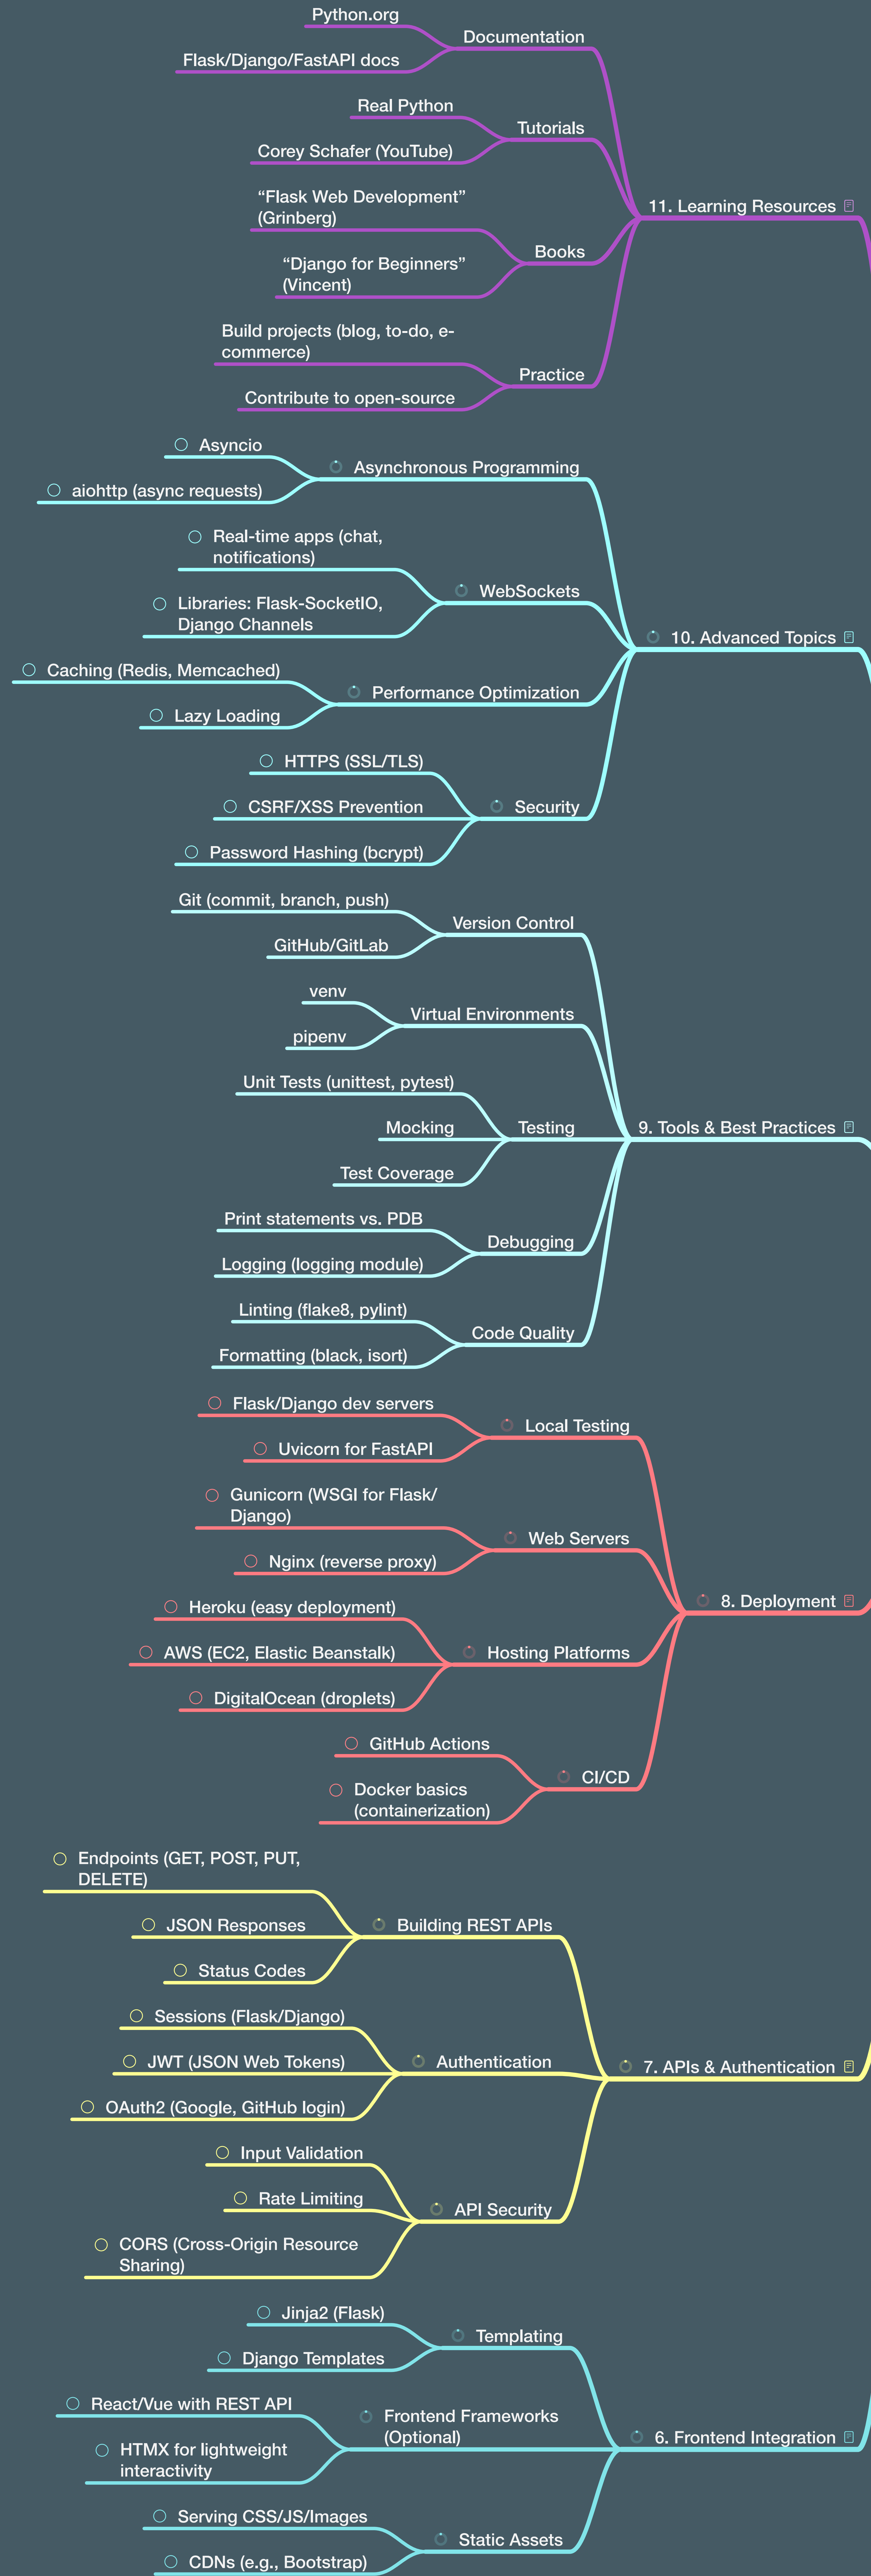 Python.org
Flask/Django/FastAPI docs
Documentation
Real Python
Corey Schafer (YouTube)
Tutorials
“Flask Web Development”
(Grinberg)
“Django for Beginners”
(Vincent)
Books
Build projects (blog, to-do, e-
commerce)
Contribute to open-source
Practice
11. Learning Resources
Asyncio
aiohttp (async requests)
Asynchronous Programming
Real-time apps (chat,
notifications)
Libraries: Flask-SocketIO,
Django Channels
WebSockets
Caching (Redis, Memcached)
Lazy Loading
Performance Optimization
HTTPS (SSL/TLS)
CSRF/XSS Prevention
Password Hashing (bcrypt)
Security
10. Advanced Topics
Git (commit, branch, push)
GitHub/GitLab
Version Control
venv
pipenv
Virtual Environments
Unit Tests (unittest, pytest)
Mocking
Test Coverage
Testing
Print statements vs. PDB
Logging (logging module)
Debugging
Linting (flake8, pylint)
Formatting (black, isort)
Code Quality
9. Tools & Best Practices
Flask/Django dev servers
Uvicorn for FastAPI
Local Testing
Gunicorn (WSGI for Flask/
Django)
Nginx (reverse proxy)
Web Servers
Heroku (easy deployment)
AWS (EC2, Elastic Beanstalk)
DigitalOcean (droplets)
Hosting Platforms
GitHub Actions
Docker basics
(containerization)
CI/CD
8. Deployment
Endpoints (GET, POST, PUT,
DELETE)
JSON Responses
Status Codes
Building REST APIs
Sessions (Flask/Django)
JWT (JSON Web Tokens)
OAuth2 (Google, GitHub login)
Authentication
Input Validation
Rate Limiting
CORS (Cross-Origin Resource
Sharing)
API Security
7. APIs & Authentication
Jinja2 (Flask)
Django Templates
Templating
React/Vue with REST API
HTMX for lightweight
interactivity
Frontend Frameworks
(Optional)
Serving CSS/JS/Images
CDNs (e.g., Bootstrap)
Static Assets
6. Frontend Integration